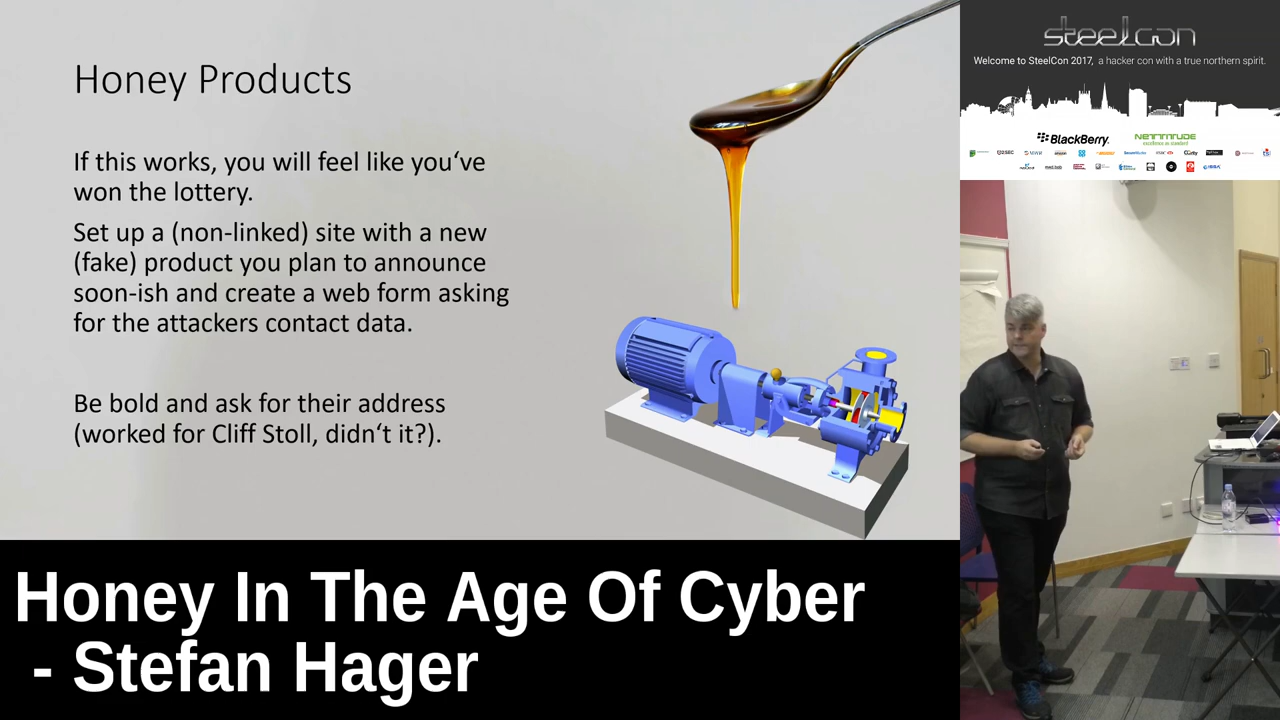 Honey Products
If this works, you will feel like you‘ve
won the lottery.
Set up a (non-linked) site with a new
(fake) product you plan to announce
soon-ish and create a web form asking
for the attackers contact data.
Be bold and ask for their address
(worked for Cliff Stoll, didn‘t it?).
Honey In The Age Of Cyber
- Stefan Hager
steelcon
Welcome to SteelCon 2017, a hacker con with a true northern spirit.
BlackBerry
NETTITUDE